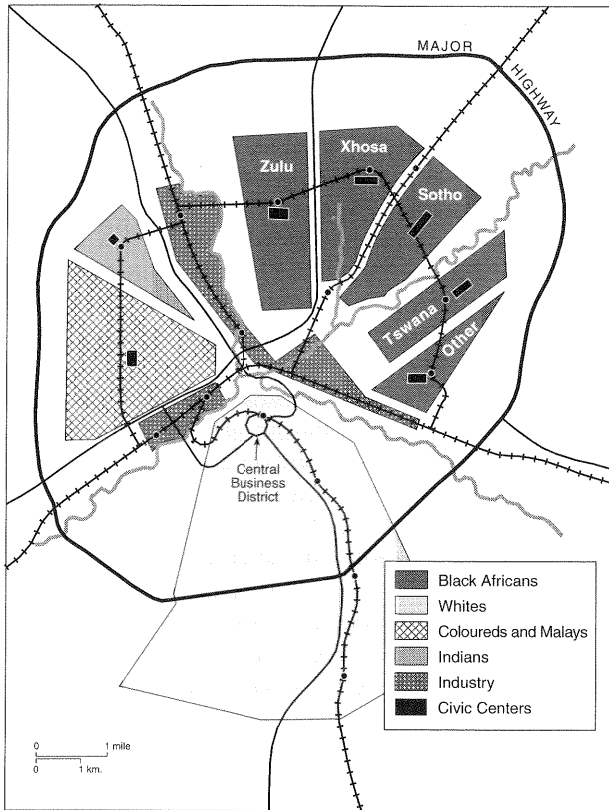 MAJOR
HIGHWAY
Xhosa
Zulu
Sotho
Tswana
Other
Central
Business
District
Black Africans
Whites
Coloureds and Malays
Indians
Industry
Civic Centers
0 1 mile
0 1 km.